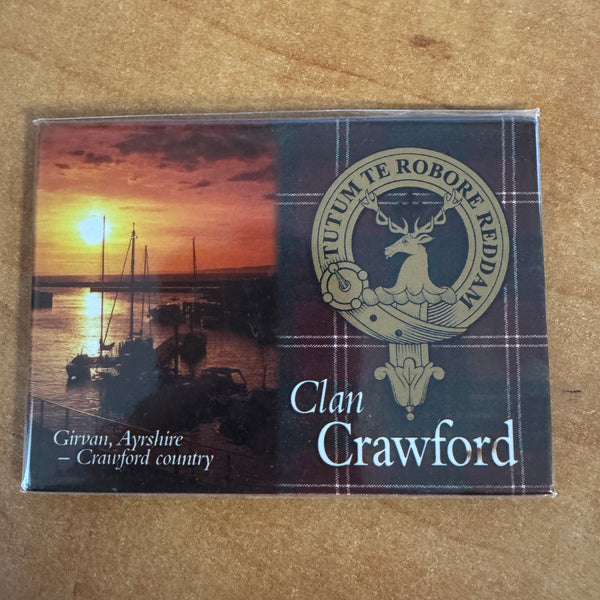 TUTUM TE ROBORE REDDAM
Girvan, Ayrshire
– Crawford country
Clan
Crawford